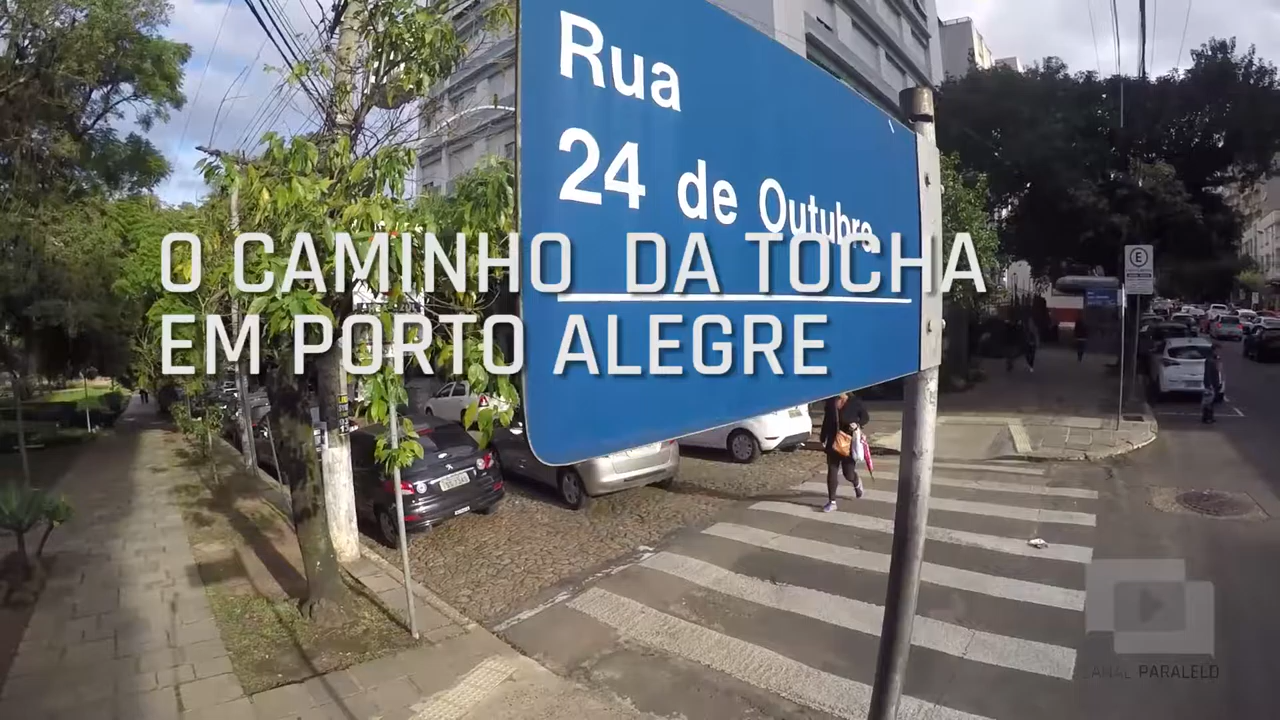 Rua
24 de Outubro
O CAMINHO DA TOCHA
EM PORTO ALEGRE
E
CANAL PARALELO